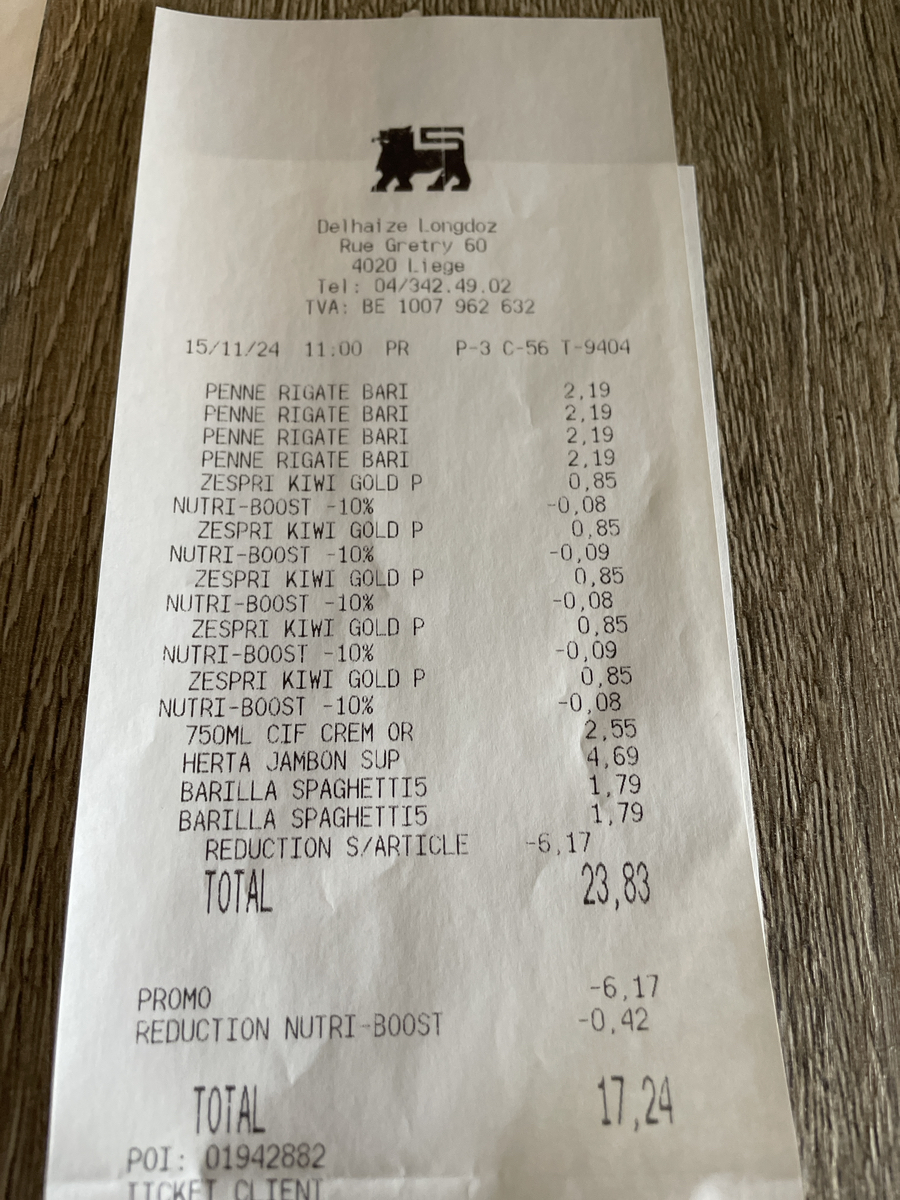 Delhaize Longdoz
Rue Gretry 60
4020 Liege
Tel: 04/342.49.02
TVA: BE 1007 962 632
15/11/24 11:00 PR P-3 C-56 T-9404
PENNE RIGATE BARI 2,19
PENNE RIGATE BARI 2,19
PENNE RIGATE BARI 2,19
PENNE RIGATE BARI 2,19
ZESPRI KIWI GOLD P 0,85
NUTRI-BOOST -10% -0,08
ZESPRI KIWI GOLD P 0,85
NUTRI-BOOST -10% -0,09
ZESPRI KIWI GOLD P 0,85
NUTRI-BOOST -10% -0,08
ZESPRI KIWI GOLD P 0,85
NUTRI-BOOST -10% -0,09
ZESPRI KIWI GOLD P 0,85
NUTRI-BOOST -10% -0,08
750ML CIF CREM OR 2,55
HERTA JAMBON SUP 4,69
BARILLA SPAGHETTI5 1,79
BARILLA SPAGHETTI5 1,79
REDUCTION S/ARTICLE -6,17
TOTAL 23,83
PROMO -6,17
REDUCTION NUTRI-BOOST -0,42
TOTAL 17,24
POI: 01942882
TICKET CLIENT